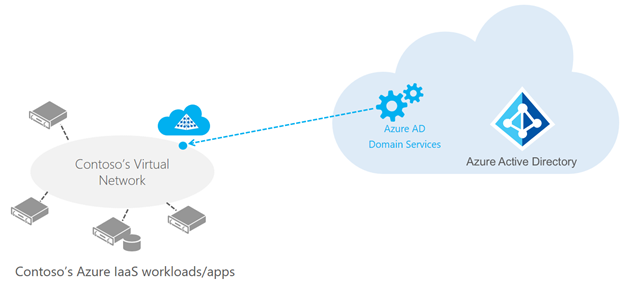 Azure AD
Domain Services
Azure Active Directory
Contoso's Virtual
Network
Contoso's Azure IaaS workloads/apps